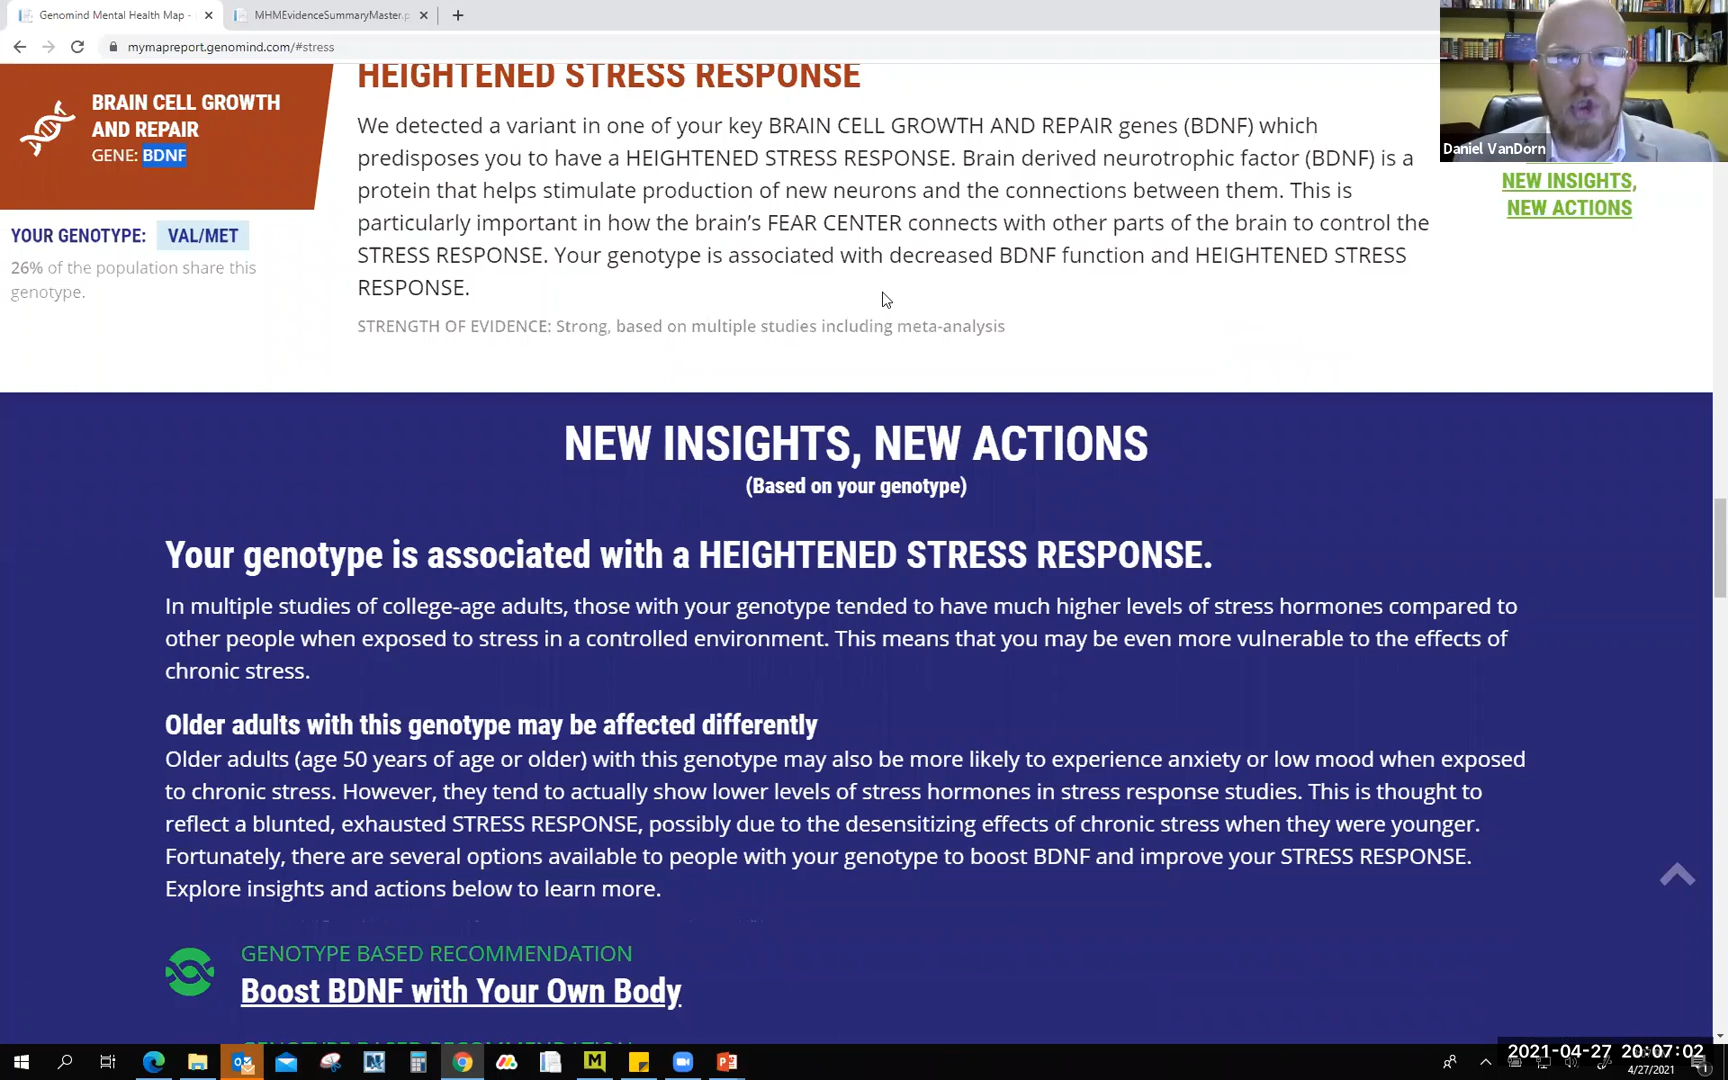 Genomind Mental Health Map -
MHMEvidenceSummaryMaster.p
mymapreport.genomind.com/#stress
BRAIN CELL GROWTH
AND REPAIR
GENE: BDNF
YOUR GENOTYPE: VAL/MET
26% of the population share this
genotype.
HEIGHTENED STRESS RESPONSE
We detected a variant in one of your key BRAIN CELL GROWTH AND REPAIR genes (BDNF) which
predisposes you to have a HEIGHTENED STRESS RESPONSE. Brain derived neurotrophic factor (BDNF) is a
protein that helps stimulate production of new neurons and the connections between them. This is
particularly important in how the brain's FEAR CENTER connects with other parts of the brain to control the
STRESS RESPONSE. Your genotype is associated with decreased BDNF function and HEIGHTENED STRESS
RESPONSE.
STRENGTH OF EVIDENCE: Strong, based on multiple studies including meta-analysis
Daniel VanDorn
NEW INSIGHTS,
NEW ACTIONS
NEW INSIGHTS, NEW ACTIONS
(Based on your genotype)
Your genotype is associated with a HEIGHTENED STRESS RESPONSE.
In multiple studies of college-age adults, those with your genotype tended to have much higher levels of stress hormones compared to
other people when exposed to stress in a controlled environment. This means that you may be even more vulnerable to the effects of
chronic stress.
Older adults with this genotype may be affected differently
Older adults (age 50 years of age or older) with this genotype may also be more likely to experience anxiety or low mood when exposed
to chronic stress. However, they tend to actually show lower levels of stress hormones in stress response studies. This is thought to
reflect a blunted, exhausted STRESS RESPONSE, possibly due to the desensitizing effects of chronic stress when they were younger.
Fortunately, there are several options available to people with your genotype to boost BDNF and improve your STRESS RESPONSE.
Explore insights and actions below to learn more.
GENOTYPE BASED RECOMMENDATION
Boost BDNF with Your Own Body
GENOTYPE BASED RECOMMENDATION
2021-04-27 20:07:02
4/27/2021